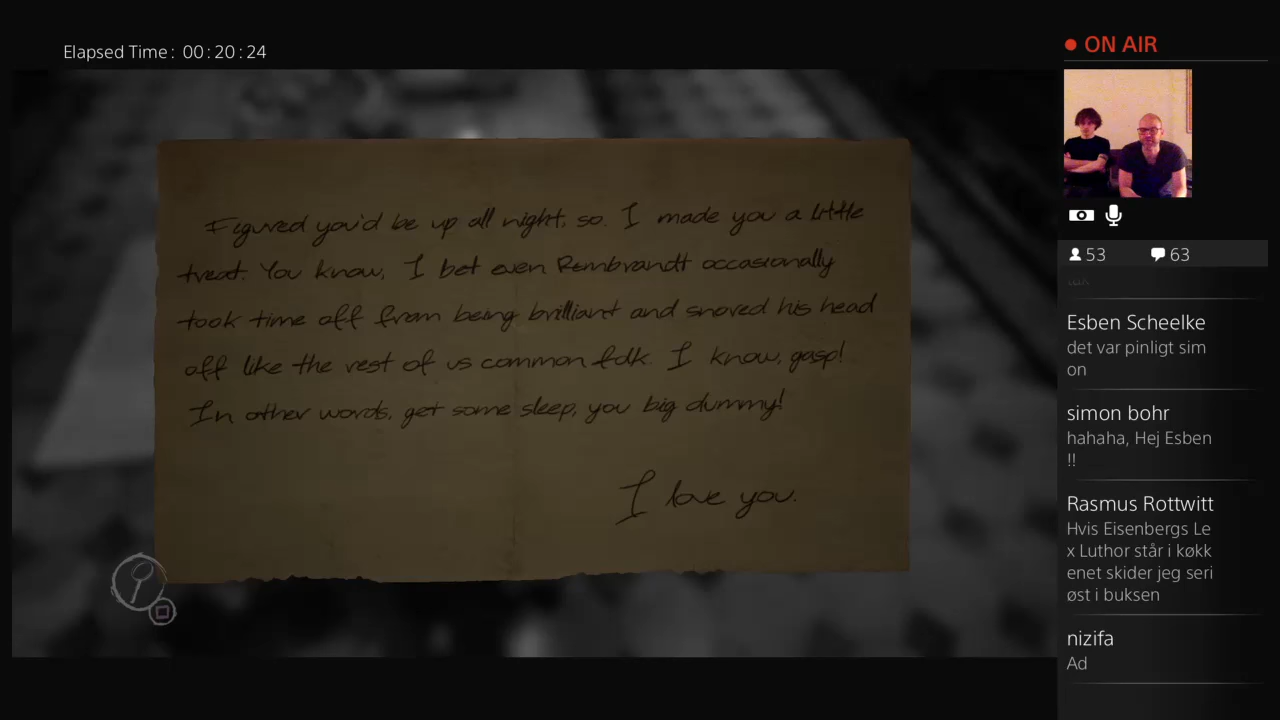 Elapsed Time: 00:20:24
Figured you'd be up all night, so. I made you a little
treat. You know, I bet even Rembrandt occasionally
took time off from being brilliant and snored his head
off like the rest of us common folk. I know, gasp!
In other words, get some sleep, you big dummy!
I love you.
ON AIR
53
63
Esben Scheelke
det var pinligt sim
on
simon bohr
hahaha, Hej Esben
!!
Rasmus Rottwitt
Hvis Eisenbergs Le
x Luthor står i køkk
enet skider jeg seri
øst i buksen
nizifa
Ad